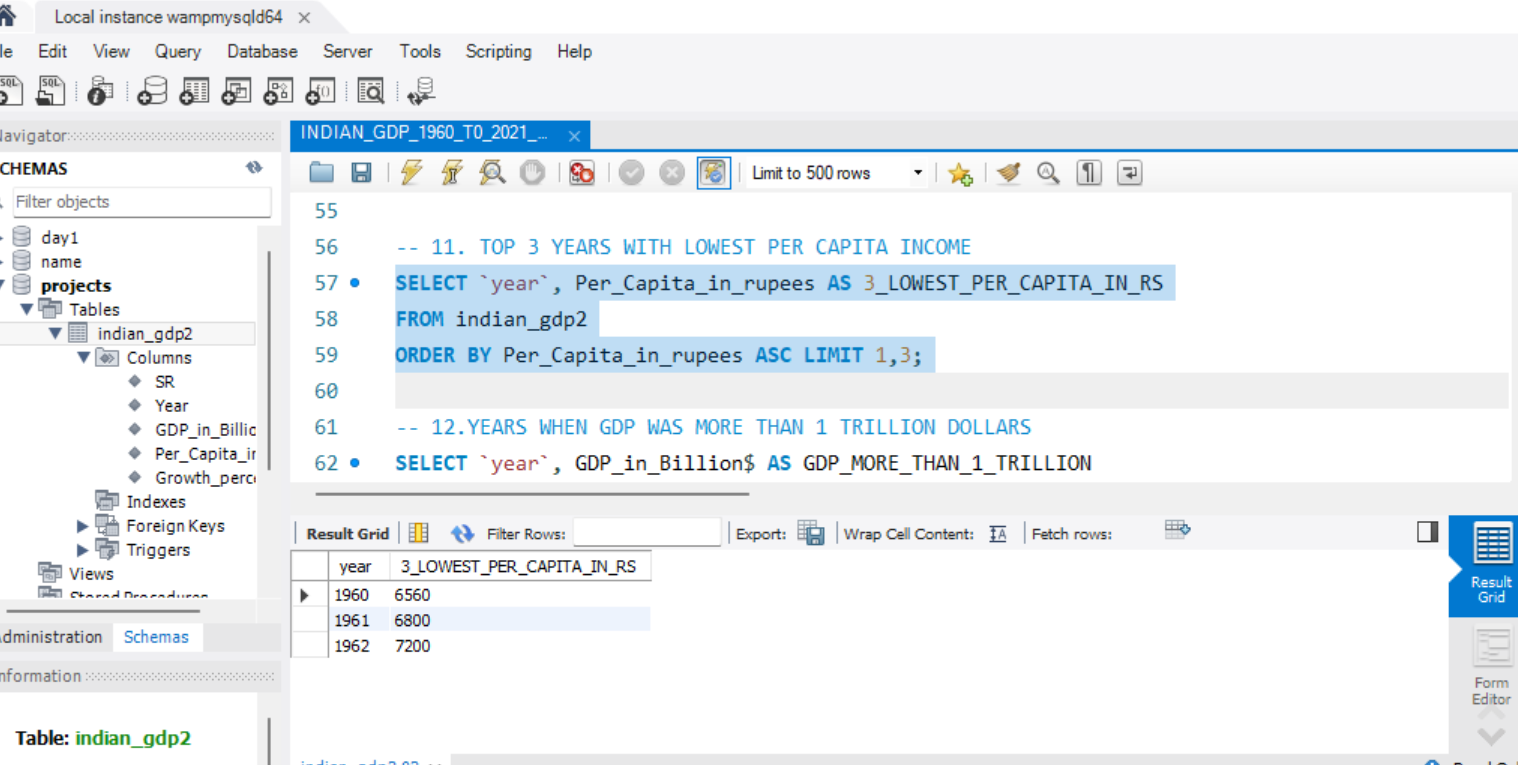 Local instance wampmysqld64
le Edit View Query Database Server Tools Scripting Help
SQL SQL
Navigator
INDIAN_GDP_1960_T0_2021_...
CHEMAS
Limit to 500 rows
Filter objects
day1
name
projects
Tables
indian_gdp2
Columns
SR
Year
GDP_in_Billic
Per_Capita_ir
Growth_perc
Indexes
Foreign Keys
Triggers
Views
Stored Procedures
Administration Schemas
nformation
Table: indian_gdp2
55
56 -- 11. TOP 3 YEARS WITH LOWEST PER CAPITA INCOME
57 SELECT `year`, Per_Capita_in_rupees AS 3_LOWEST_PER_CAPITA_IN_RS
58 FROM indian_gdp2
59 ORDER BY Per_Capita_in_rupees ASC LIMIT 1,3;
60
61 -- 12.YEARS WHEN GDP WAS MORE THAN 1 TRILLION DOLLARS
62 SELECT `year`, GDP_in_Billion$ AS GDP_MORE_THAN_1_TRILLION
Result Grid Filter Rows: Export: Wrap Cell Content: Fetch rows:
year 3_LOWEST_PER_CAPITA_IN_RS
1960 6560
1961 6800
1962 7200
Result
Grid
Form
Editor